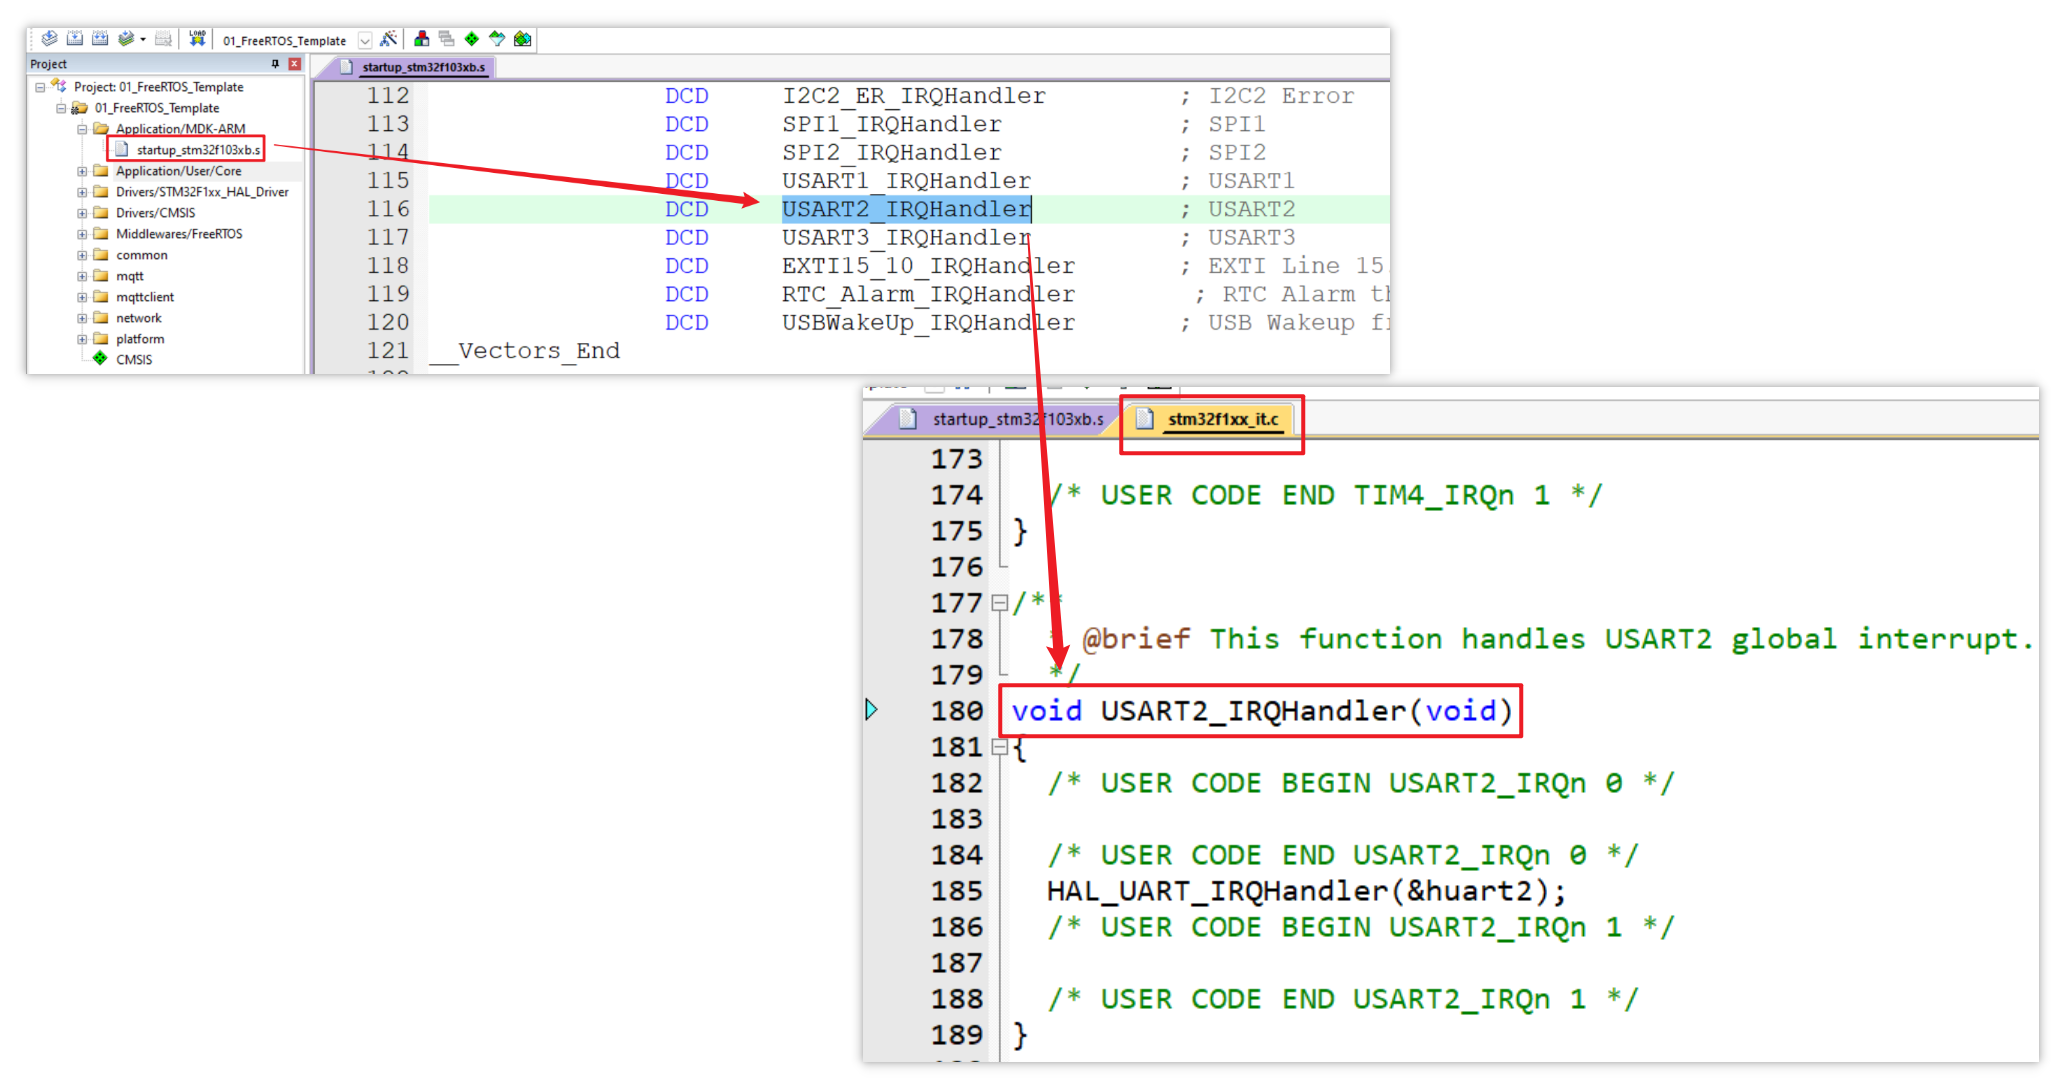 LOAD
01_FreeRTOS_Template
Project
Project: 01_FreeRTOS_Template
01_FreeRTOS_Template
Application/MDK-ARM
startup_stm32f103xb.s
Application/User/Core
Drivers/STM32F1xx_HAL_Driver
Drivers/CMSIS
Middlewares/FreeRTOS
common
mqtt
mqttclient
network
platform
CMSIS
startup_stm32f103xb.s
112 DCD I2C2_ER_IRQHandler ; I2C2 Error
113 DCD SPI1_IRQHandler ; SPI1
114 DCD SPI2_IRQHandler ; SPI2
115 DCD USART1_IRQHandler ; USART1
116 DCD USART2_IRQHandler ; USART2
117 DCD USART3_IRQHandler ; USART3
118 DCD EXTI15_10_IRQHandler ; EXTI Line 15
119 DCD RTC_Alarm_IRQHandler ; RTC Alarm th
120 DCD USBWakeUp_IRQHandler ; USB Wakeup fr
121 __Vectors_End
startup_stm32f103xb.s
stm32f1xx_it.c
173
174 /* USER CODE END TIM4_IRQn 1 */
175 }
176
177 /**
178 * @brief This function handles USART2 global interrupt.
179 */
180 void USART2_IRQHandler(void)
181 {
182 /* USER CODE BEGIN USART2_IRQn 0 */
183
184 /* USER CODE END USART2_IRQn 0 */
185 HAL_UART_IRQHandler(&huart2);
186 /* USER CODE BEGIN USART2_IRQn 1 */
187
188 /* USER CODE END USART2_IRQn 1 */
189 }